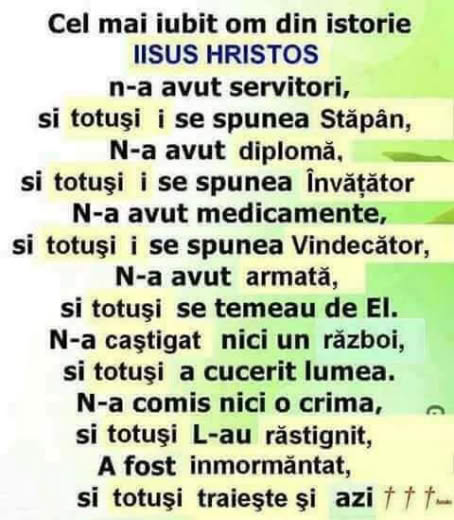 Cel mai iubit om din istorie
IISUS HRISTOS
n-a avut servitori,
si totuşi i se spunea Stăpân,
N-a avut diplomă,
si totuşi i se spunea Învăţător
N-a avut medicamente,
si totuşi i se spunea Vindecător,
N-a avut armată,
si totuşi se temeau de El.
N-a caştigat nici un război,
si totuşi a cucerit lumea.
N-a comis nici o crima,
si totuşi L-au răstignit,
A fost inmormântat,
si totuşi traieşte şi azi † † †